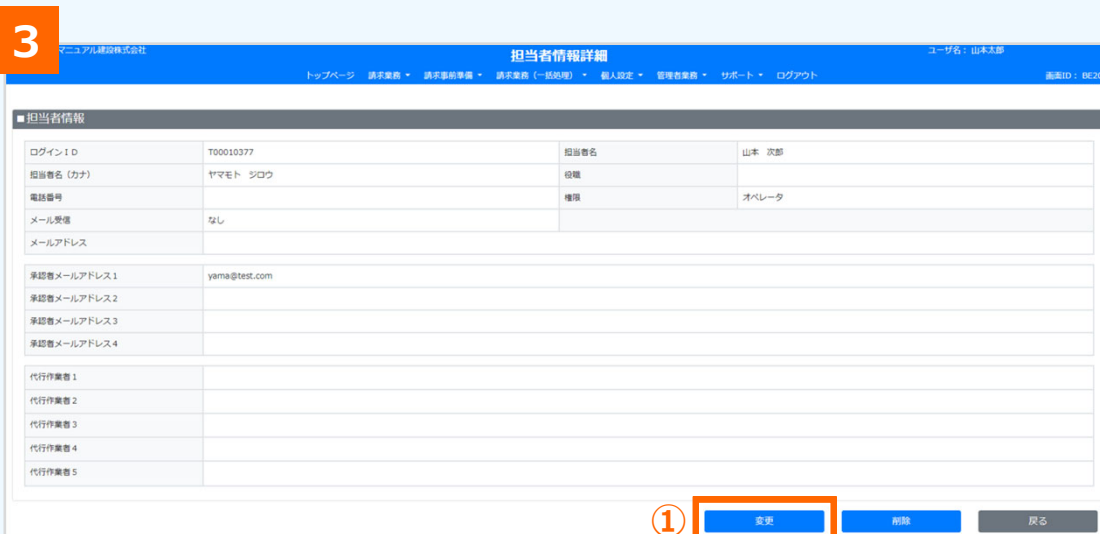 3
マニュアル建設株式会社
担当者情報詳細
ユーザ名： 山本太郎
トップページ 請求業務 請求事前準備 請求業務（一括処理） 個人設定 管理者業務 サポート ログアウト
画面ID： BE20
■担当者情報
ログインＩＤ T00010377 担当者名 山本　次郎
担当者名（カナ） ヤマモト　ジロウ 役職
電話番号 権限 オペレータ
メール受信 なし
メールアドレス
承認者メールアドレス１ yama@test.com
承認者メールアドレス２
承認者メールアドレス３
承認者メールアドレス４
代行作業者１
代行作業者２
代行作業者３
代行作業者４
代行作業者５
① 変更 削除 戻る